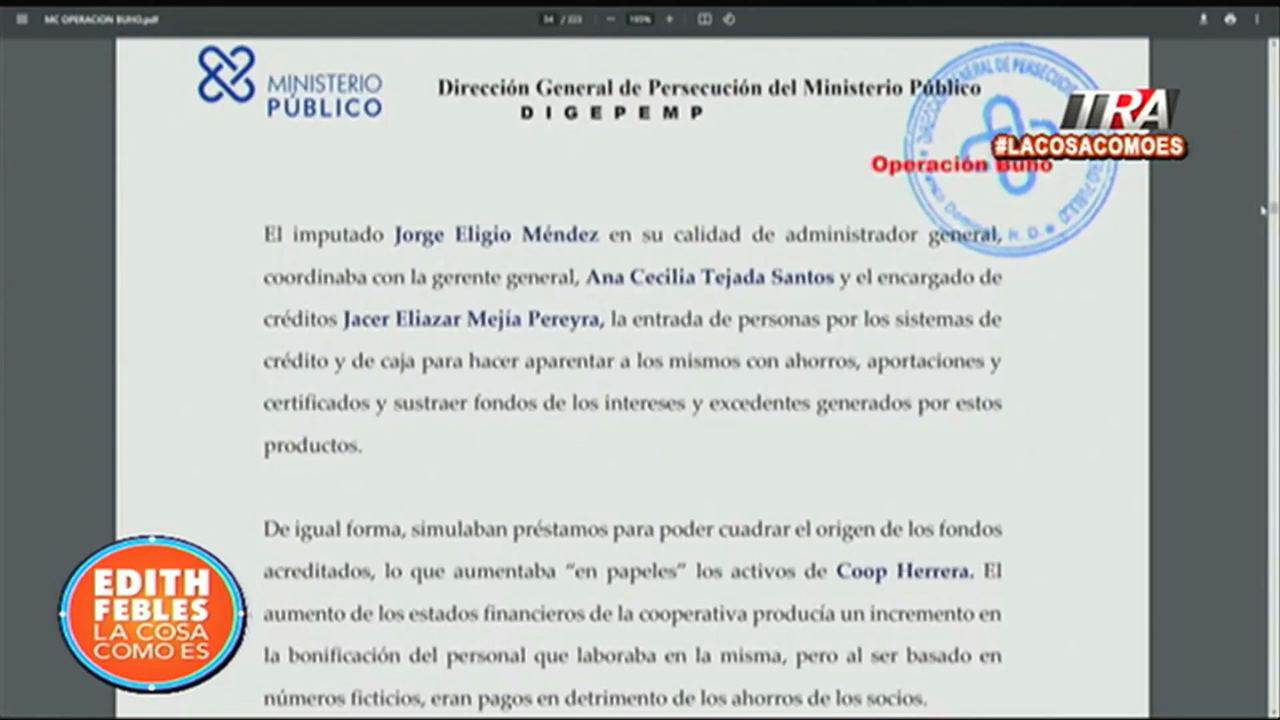 MC OPERACION BUHO.pdf
34 / 223
100%
MINISTERIO
PÚBLICO
Dirección General de Persecución del Ministerio Público
DIGEPEMP
TRA
#LACOSACOMOES
Operación Buho
El imputado Jorge Eligio Méndez en su calidad de administrador general,
coordinaba con la gerente general, Ana Cecilia Tejada Santos y el encargado de
créditos Jacer Eliazar Mejía Pereyra, la entrada de personas por los sistemas de
crédito y de caja para hacer aparentar a los mismos con ahorros, aportaciones y
certificados y sustraer fondos de los intereses y excedentes generados por estos
productos.
De igual forma, simulaban préstamos para poder cuadrar el origen de los fondos
acreditados, lo que aumentaba “en papeles” los activos de Coop Herrera. El
aumento de los estados financieros de la cooperativa producía un incremento en
la bonificación del personal que laboraba en la misma, pero al ser basado en
números ficticios, eran pagos en detrimento de los ahorros de los socios.
EDITH
FEBLES
LA COSA
COMO ES